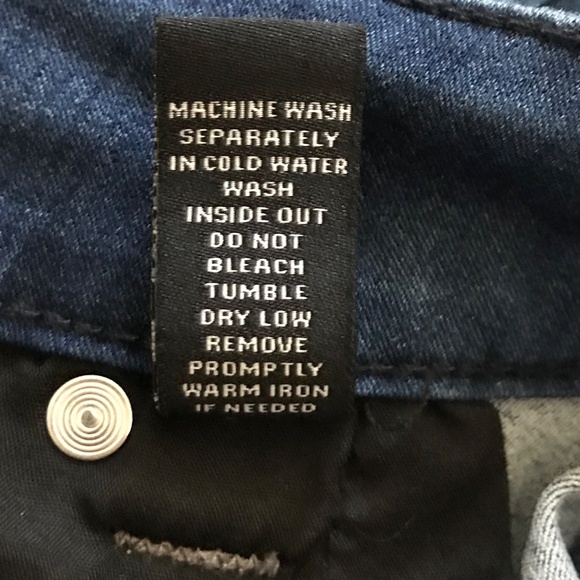 MACHINE WASH
SEPARATELY
IN COLD WATER
WASH
INSIDE OUT
DO NOT
BLEACH
TUMBLE
DRY LOW
REMOVE
PROMPTLY
WARM IRON
IF NEEDED